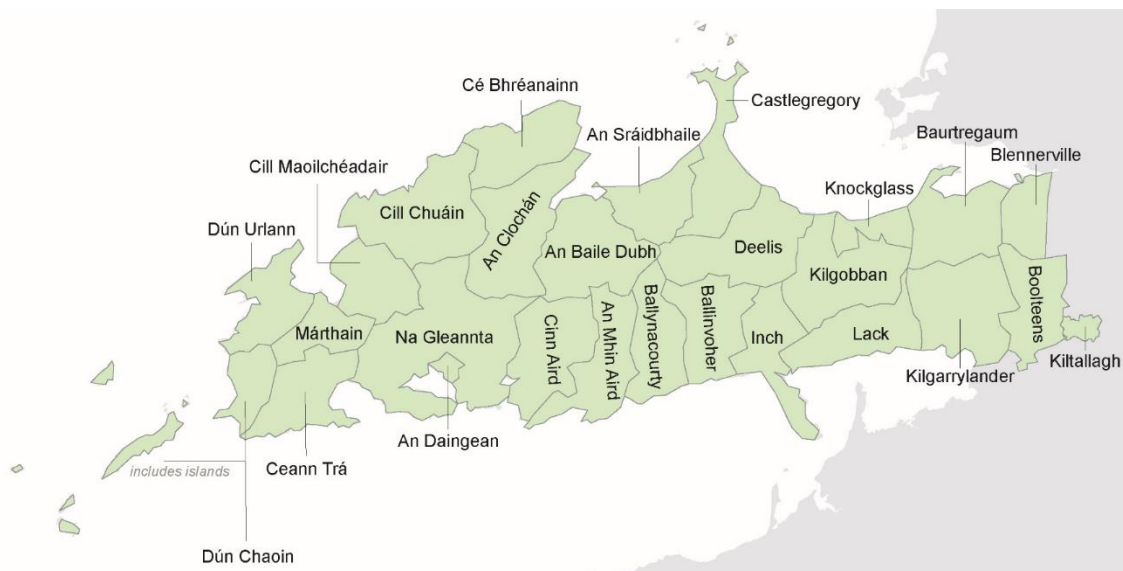 Cé Bhréanainn
Castlegregory
An Sráidbhaile
Baurtregaum
Blennerville
Cill Maoilchéadair
Knockglass
Cill Chuáin
An Clochán
Dún Urlann
An Baile Dubh
Deelis
Kilgobban
Boolteens
Márthain
Na Gleannta
Cinn Aird
An Mhin Aird
Ballynacourty
Ballinvoher
Inch
Lack
Kiltallagh
Kilgarrylander
An Daingean
Ceann Trá
includes islands
Dún Chaoin